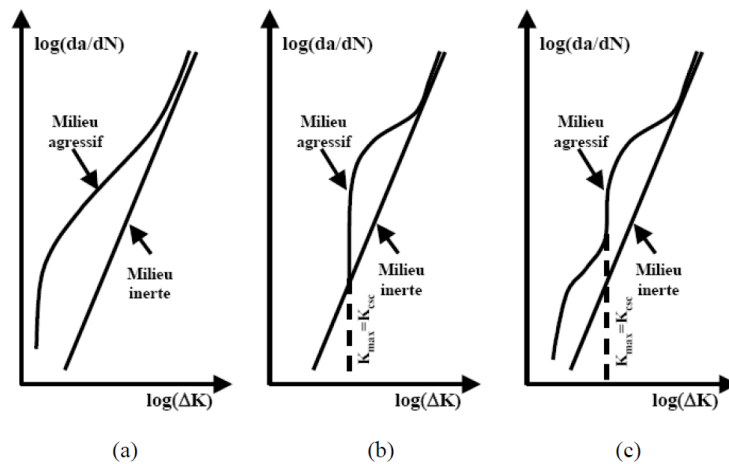 log(da/dN)
Milieu
agressif
Milieu
inerte
log(ΔK)
(a)
log(da/dN)
Milieu
agressif
Milieu
inerte
K_max=K_csc
log(ΔK)
(b)
log(da/dN)
Milieu
agressif
Milieu
inerte
K_max=K_csc
log(ΔK)
(c)